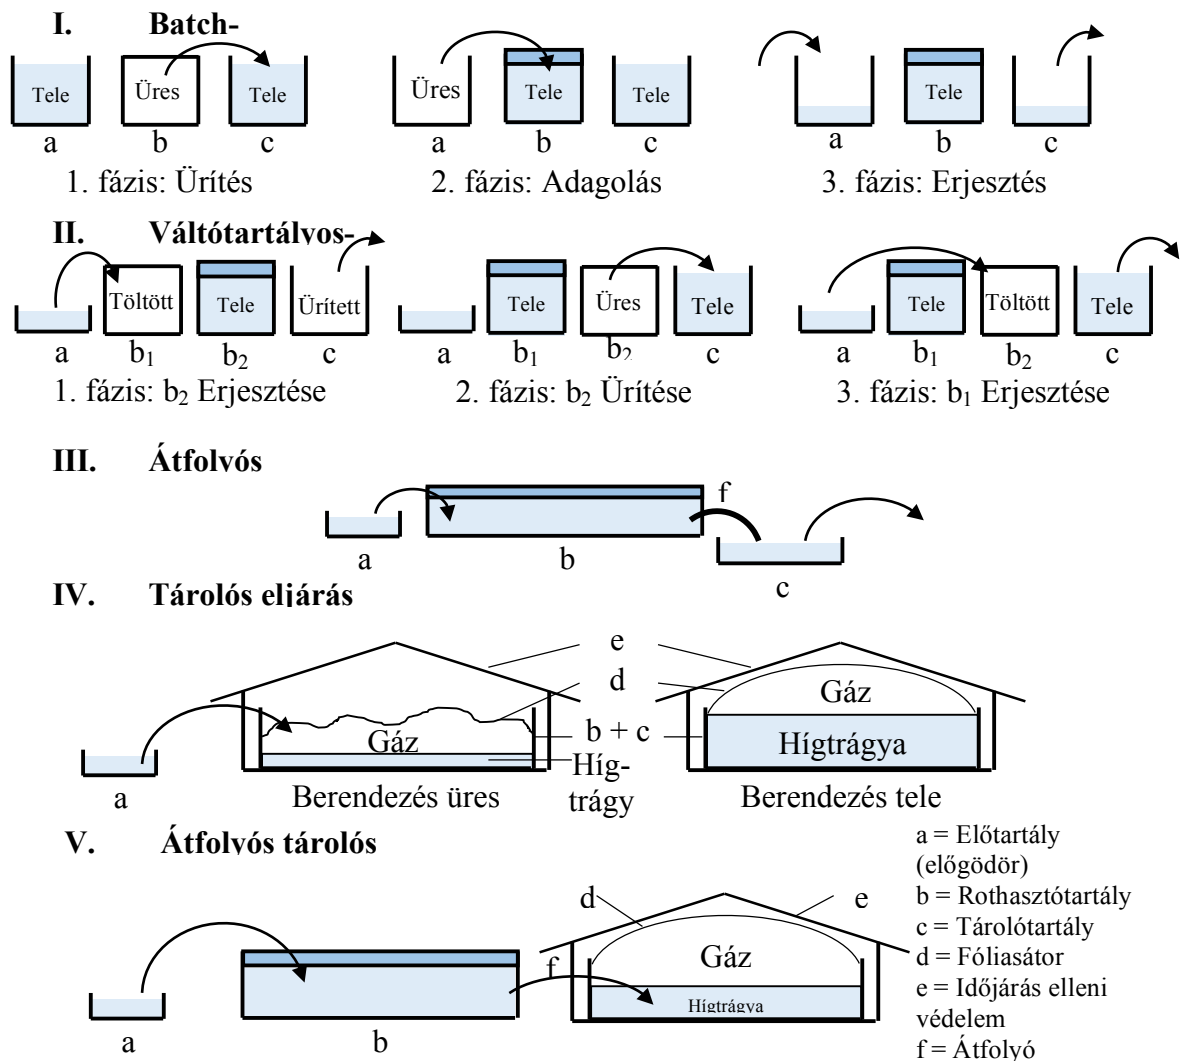 I. Batch-
Tele Üres Tele
a b c
1. fázis: Ürítés
Üres Tele Tele
a b c
2. fázis: Adagolás
Tele
a b c
3. fázis: Erjesztés
II. Váltótartályos-
Töltött Tele Ürített
a b1 b2 c
1. fázis: b2 Erjesztése
Tele Üres Tele
a b1 b2 c
2. fázis: b2 Ürítése
Tele Töltött Tele
a b1 b2 c
3. fázis: b1 Erjesztése
III. Átfolyós
f
a b c
IV. Tárolós eljárás
e
d
Gáz
b + c
Gáz
Hígtrágya
Híg-
trágy
a
Berendezés üres
Berendezés tele
V. Átfolyós tárolós
d e
Gáz
f
Hígtrágya
a b
a = Előtartály
(előgödör)
b = Rothasztótartály
c = Tárolótartály
d = Fóliasátor
e = Időjárás elleni
védelem
f = Átfolyó